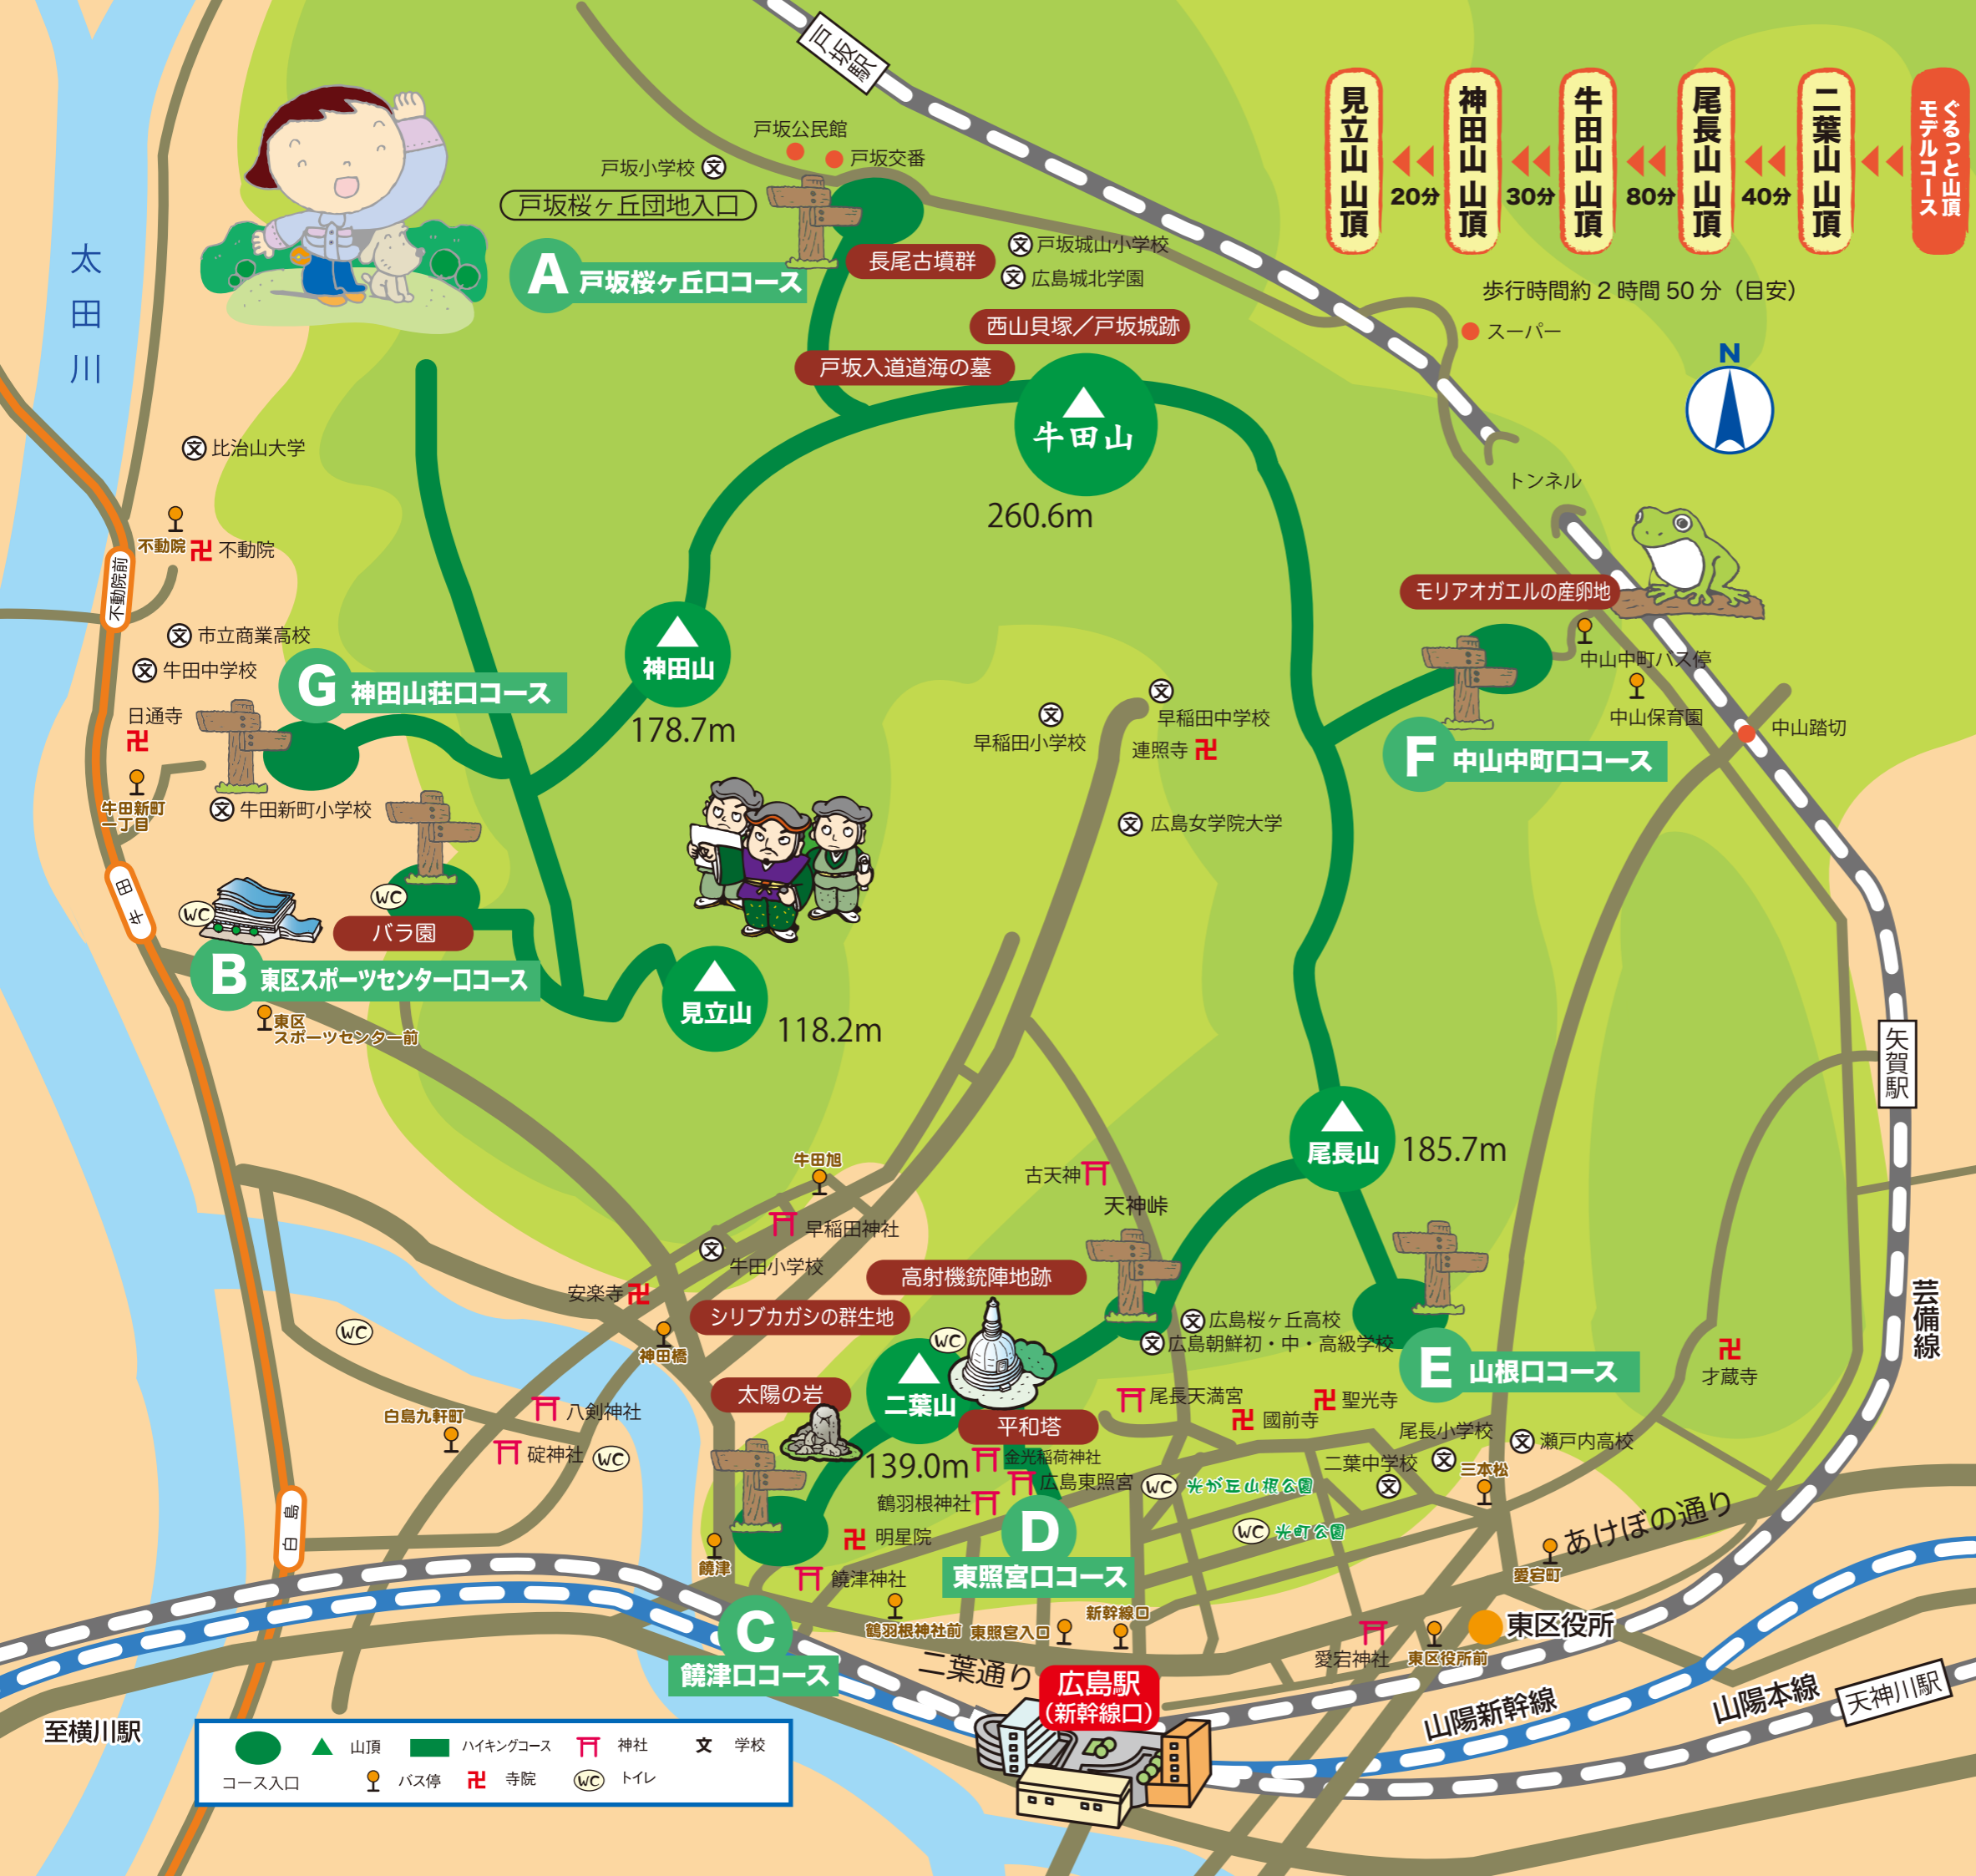 ぐるっと山頂
モデルコース
二葉山 山頂
40分
尾長山 山頂
80分
牛田山 山頂
30分
神田山 山頂
20分
見立山 山頂
歩行時間約2時間50分（目安）
N
戸坂駅
戸坂公民館
戸坂交番
戸坂小学校
文
戸坂桜ヶ丘団地入口
A 戸坂桜ヶ丘口コース
長尾古墳群
文 戸坂城山小学校
文 広島城北学園
西山貝塚／戸坂城跡
戸坂入道道海の墓
スーパー
太田川
牛田山
260.6m
トンネル
文 比治山大学
不動院
不動院
不動院前
モリアオガエルの産卵地
中山中町バス停
中山保育園
中山踏切
F 中山中町口コース
文 市立商業高校
文 牛田中学校
G 神田山荘口コース
神田山
178.7m
日通寺
牛田新町
一丁目
文 牛田新町小学校
文
早稲田中学校
文
早稲田小学校
連照寺
文 広島女学院大学
牛田
WC
WC
バラ園
B 東区スポーツセンター口コース
東区
スポーツセンター前
見立山
118.2m
矢賀駅
尾長山
185.7m
牛田旭
早稲田神社
文
牛田小学校
古天神
天神峠
安楽寺
神田橋
高射機銃陣地跡
シリブカガシの群生地
WC
WC
文 広島桜ヶ丘高校
文 広島朝鮮初・中・高級学校
E 山根口コース
芸備線
才蔵寺
太陽の岩
二葉山
139.0m
平和塔
尾長天満宮
聖光寺
國前寺
尾長小学校
文
文 瀬戸内高校
二葉中学校
文
三本松
八剣神社
白島九軒町
碇神社
WC
金光稲荷神社
広島東照宮
WC 光が丘山根公園
鶴羽根神社
明星院
D
東照宮口コース
WC 光町公園
あけぼの通り
愛宕町
白島
饒津
饒津神社
C
饒津口コース
鶴羽根神社前
東照宮入口
新幹線口
二葉通り
愛宕神社
東区役所前
東区役所
広島駅
（新幹線口）
山陽新幹線
山陽本線
天神川駅
至横川駅
コース入口
山頂
ハイキングコース
神社
文 学校
バス停
寺院
WC トイレ